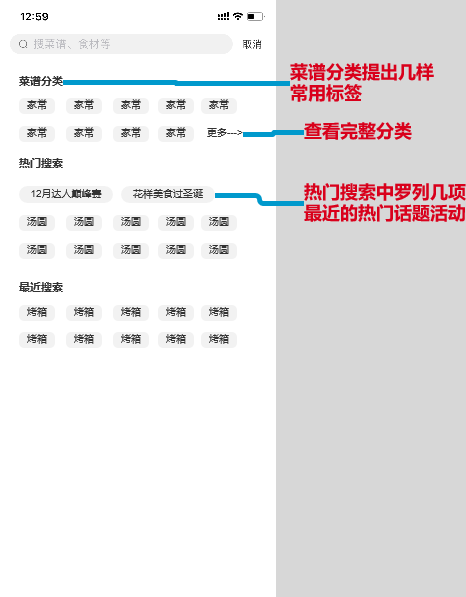 12:59
搜菜谱、食材等 取消
菜谱分类
家常 家常 家常 家常 家常
家常 家常 家常 家常 更多--->
热门搜索
12月达人巅峰赛 花样美食过圣诞
汤圆 汤圆 汤圆 汤圆 汤圆
汤圆 汤圆 汤圆 汤圆 汤圆
最近搜索
烤箱 烤箱 烤箱 烤箱 烤箱
烤箱 烤箱 烤箱 烤箱 烤箱
菜谱分类提出几样
常用标签
查看完整分类
热门搜索中罗列几项
最近的热门话题活动